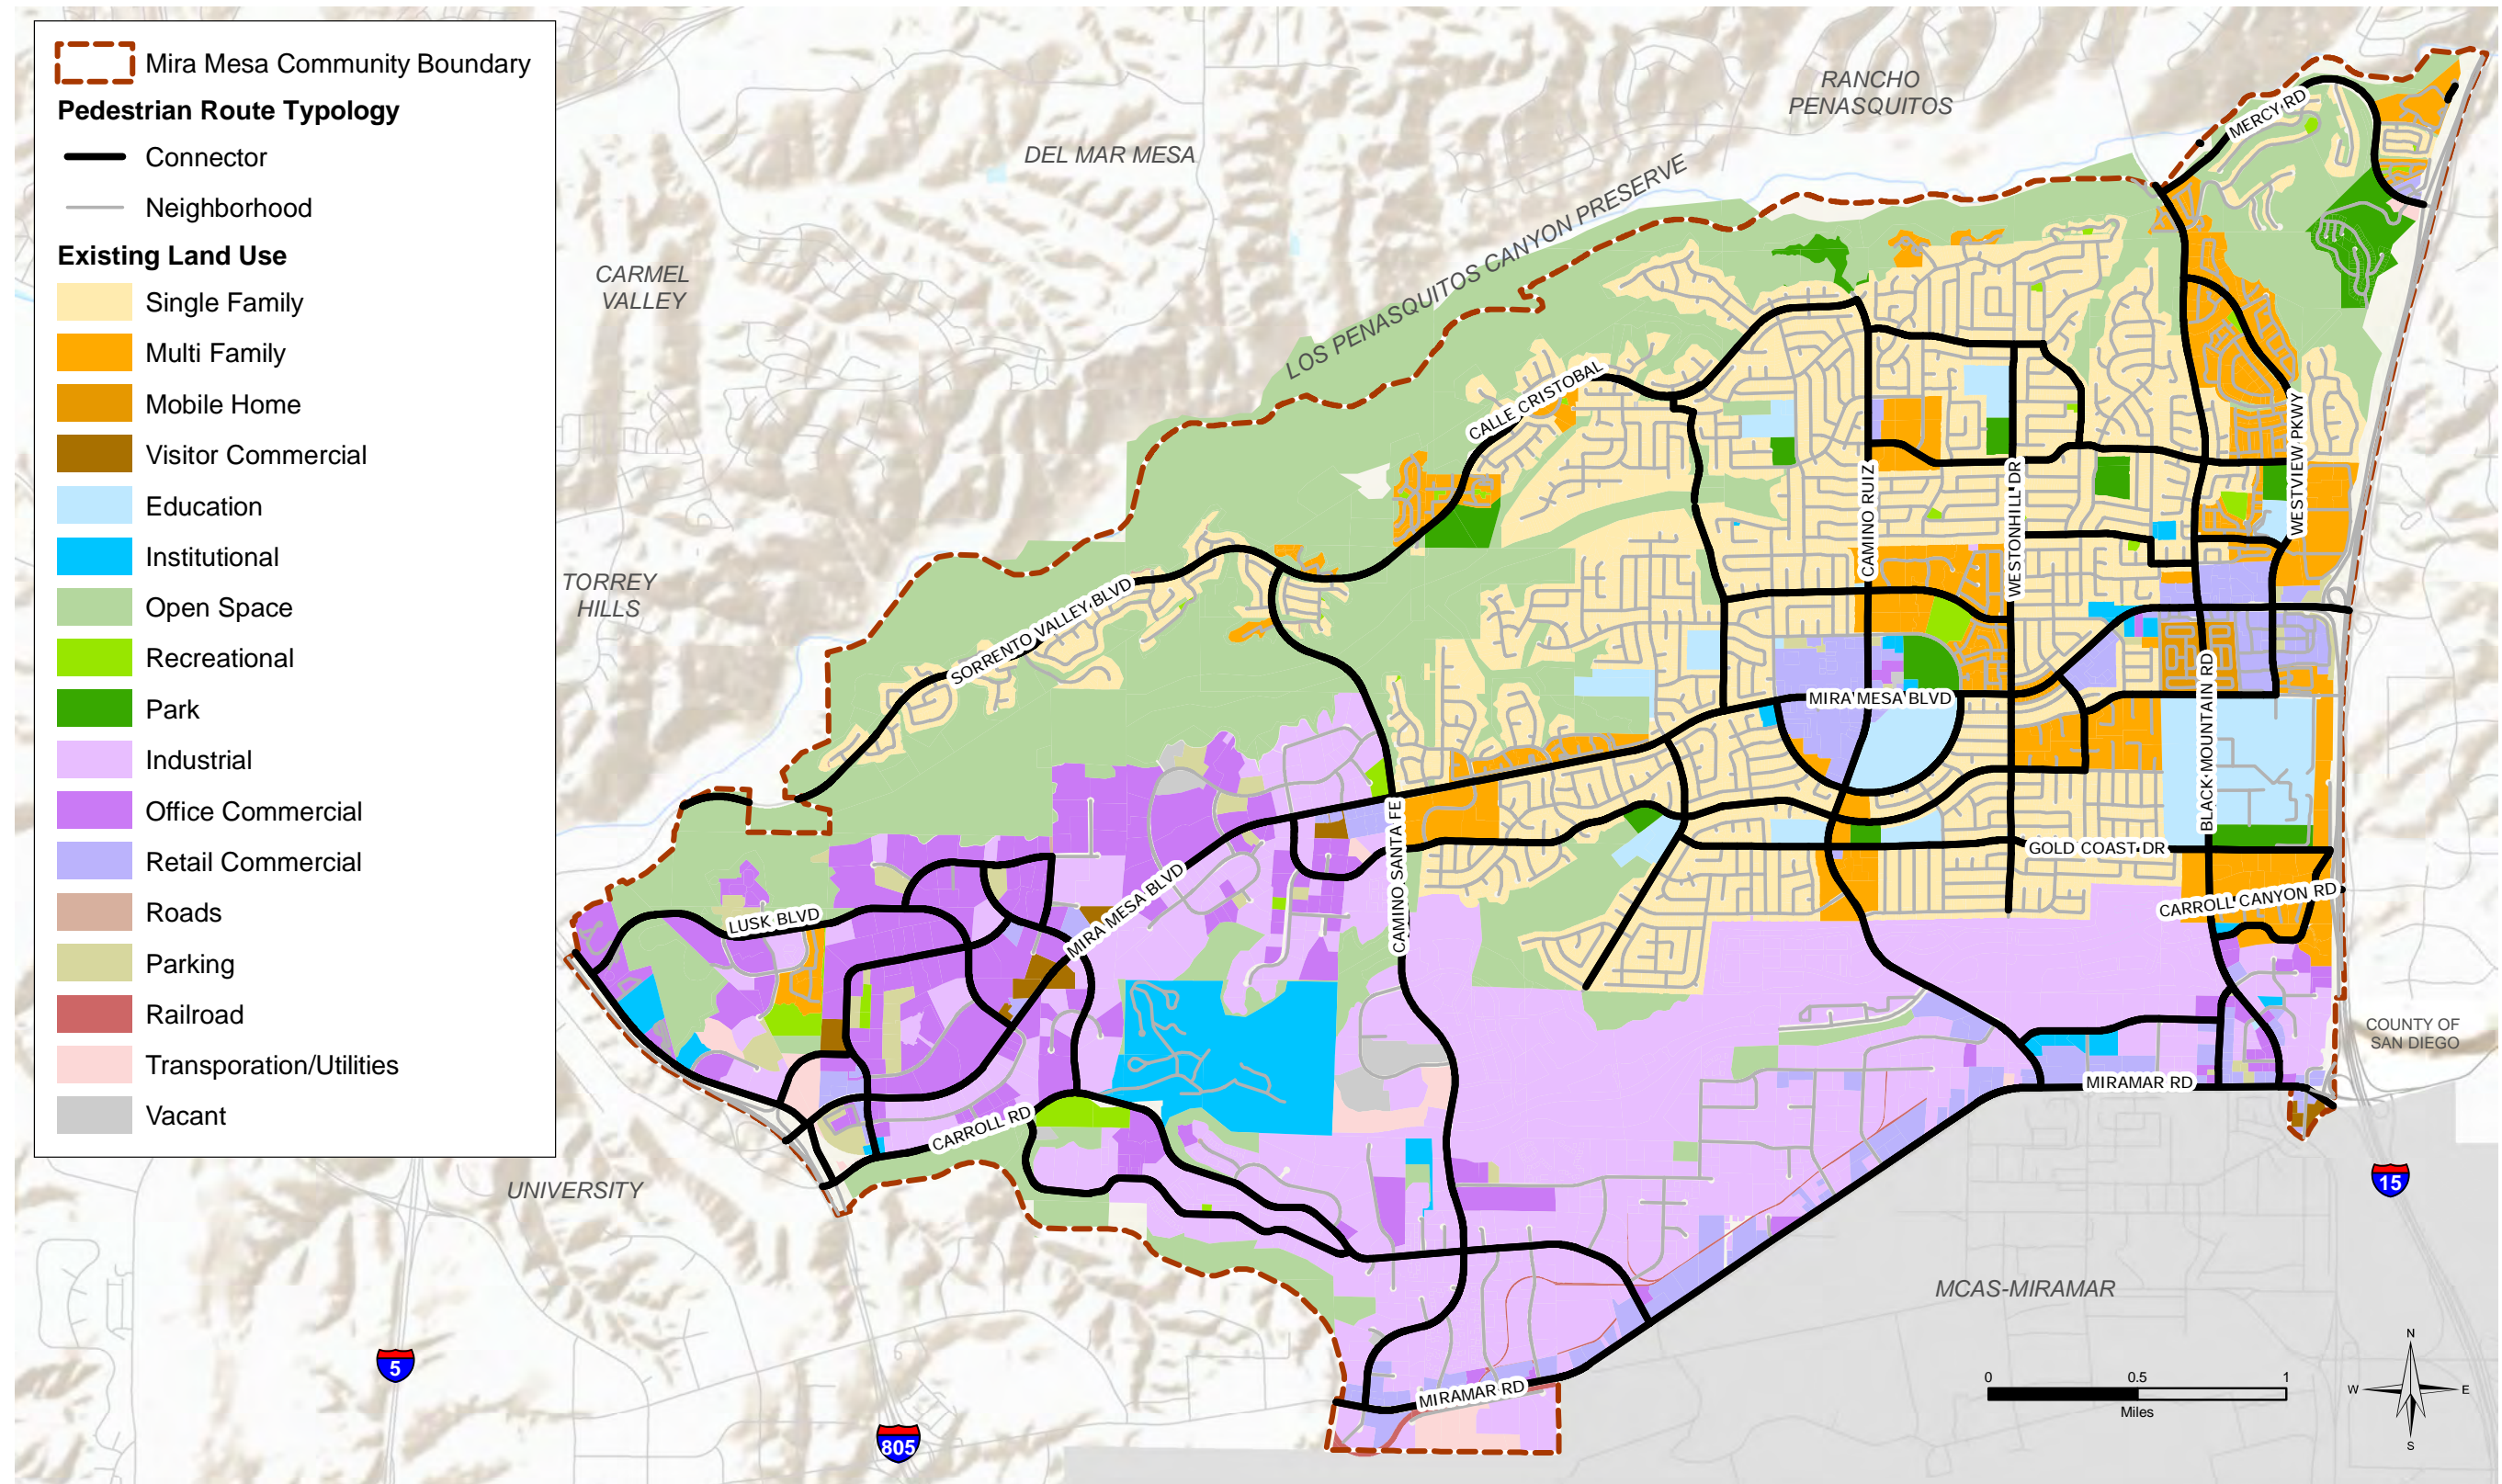 Mira Mesa Community Boundary
Pedestrian Route Typology
Connector
Neighborhood
Existing Land Use
Single Family
Multi Family
Mobile Home
Visitor Commercial
Education
Institutional
Open Space
Recreational
Park
Industrial
Office Commercial
Retail Commercial
Roads
Parking
Railroad
Transporation/Utilities
Vacant
RANCHO
PENASQUITOS
MERCY RD
DEL MAR MESA
LOS PENASQUITOS CANYON PRESERVE
CARMEL
VALLEY
CALLE CRISTOBAL
WESTVIEW PKWY
CAMINO RUIZ
WESTONHILL DR
TORREY
HILLS
SORRENTO VALLEY BLVD
MIRA MESA BLVD
BLACK MOUNTAIN RD
CAMINO SANTA FE
GOLD COAST DR
CARROLL CANYON RD
LUSK BLVD
MIRA MESA BLVD
COUNTY OF
SAN DIEGO
MIRAMAR RD
CARROLL RD
UNIVERSITY
15
MCAS-MIRAMAR
MIRAMAR RD
5
805
0 0.5 1
Miles
N
W E
S